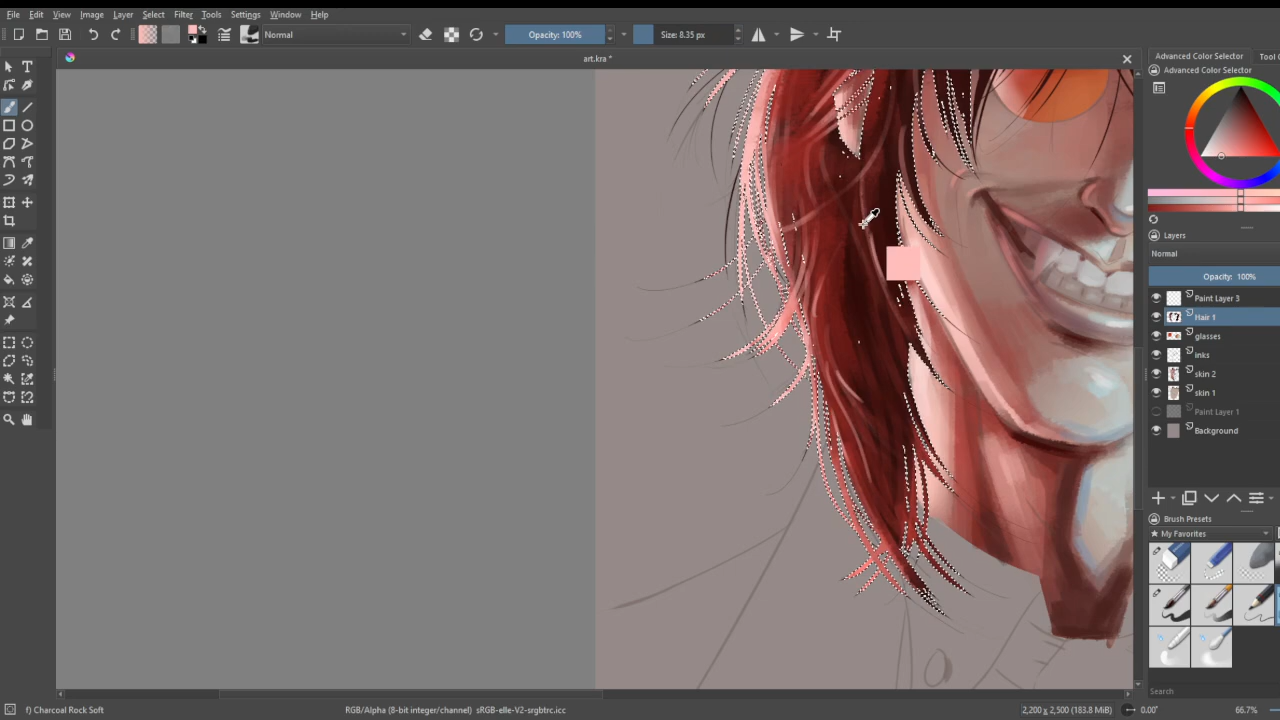 File Edit View Image Layer Select Filter Tools Settings Window Help
Normal Opacity: 100% Size: 8.35 px
art.kra *
Advanced Color Selector Tool
Advanced Color Selector
Layers
Normal
Opacity: 100%
Paint Layer 3
Hair 1
glasses
inks
skin 2
skin 1
Paint Layer 1
Background
Brush Presets
★ My Favorites
Search
f) Charcoal Rock Soft RGB/Alpha (8-bit integer/channel) sRGB-elle-V2-srgbtrc.icc 2,200 x 2,500 (183.8 MiB) 0.00° 66.7%